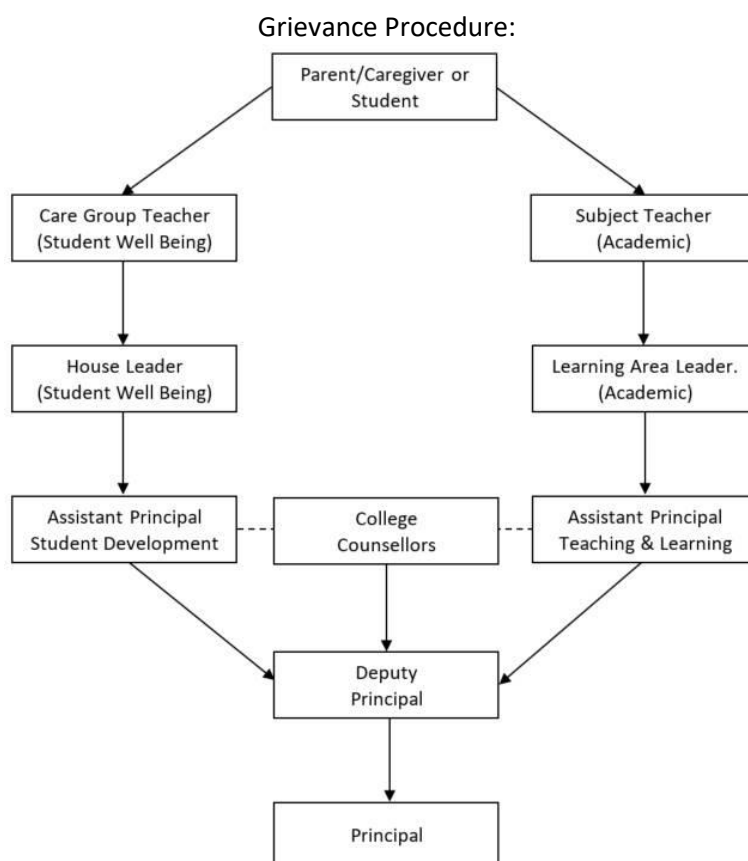 Grievance Procedure:
Parent/Caregiver or
Student
Care Group Teacher
(Student Well Being)
Subject Teacher
(Academic)
House Leader
(Student Well Being)
Learning Area Leader.
(Academic)
Assistant Principal
Student Development
College
Counsellors
Assistant Principal
Teaching & Learning
Deputy
Principal
Principal